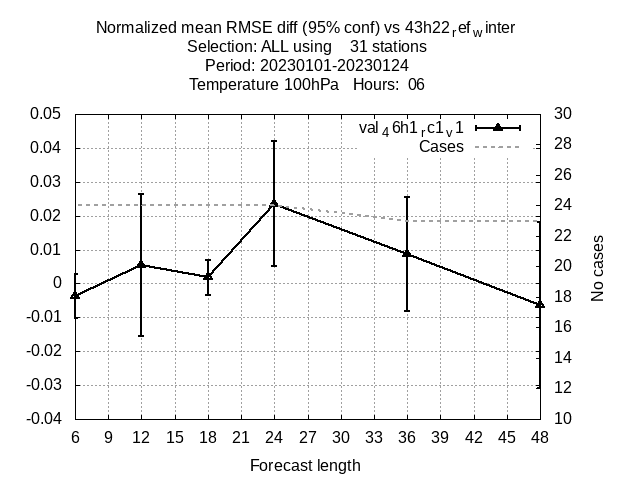 Normalized mean RMSE diff (95% conf) vs 43h22ref winter
Selection: ALL using 31 stations
Period: 20230101-20230124
Temperature 100hPa Hours: 06
0.05
0.04
0.03
0.02
0.01
0
-0.01
-0.02
-0.03
-0.04
val46h1rc1v1
Cases
30
28
26
24
22
20
18
16
14
12
10
No cases
6 9 12 15 18 21 24 27 30 33 36 39 42 45 48
Forecast length